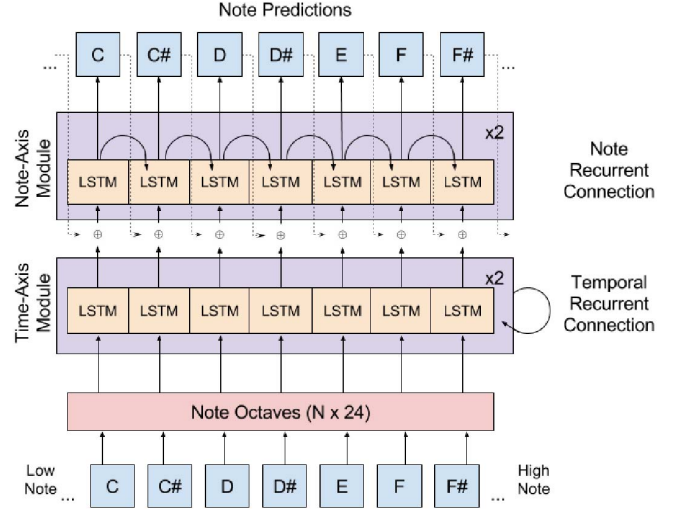 Note Predictions
... C C# D D# E F F# ...
Note-Axis
Module
x2
LSTM LSTM LSTM LSTM LSTM LSTM LSTM
Note
Recurrent
Connection
⊕ ⊕ ⊕ ⊕ ⊕ ⊕ ⊕
Time-Axis
Module
x2
LSTM LSTM LSTM LSTM LSTM LSTM LSTM
Temporal
Recurrent
Connection
Note Octaves (N x 24)
Low
Note ...
C C# D D# E F F#
... High
Note